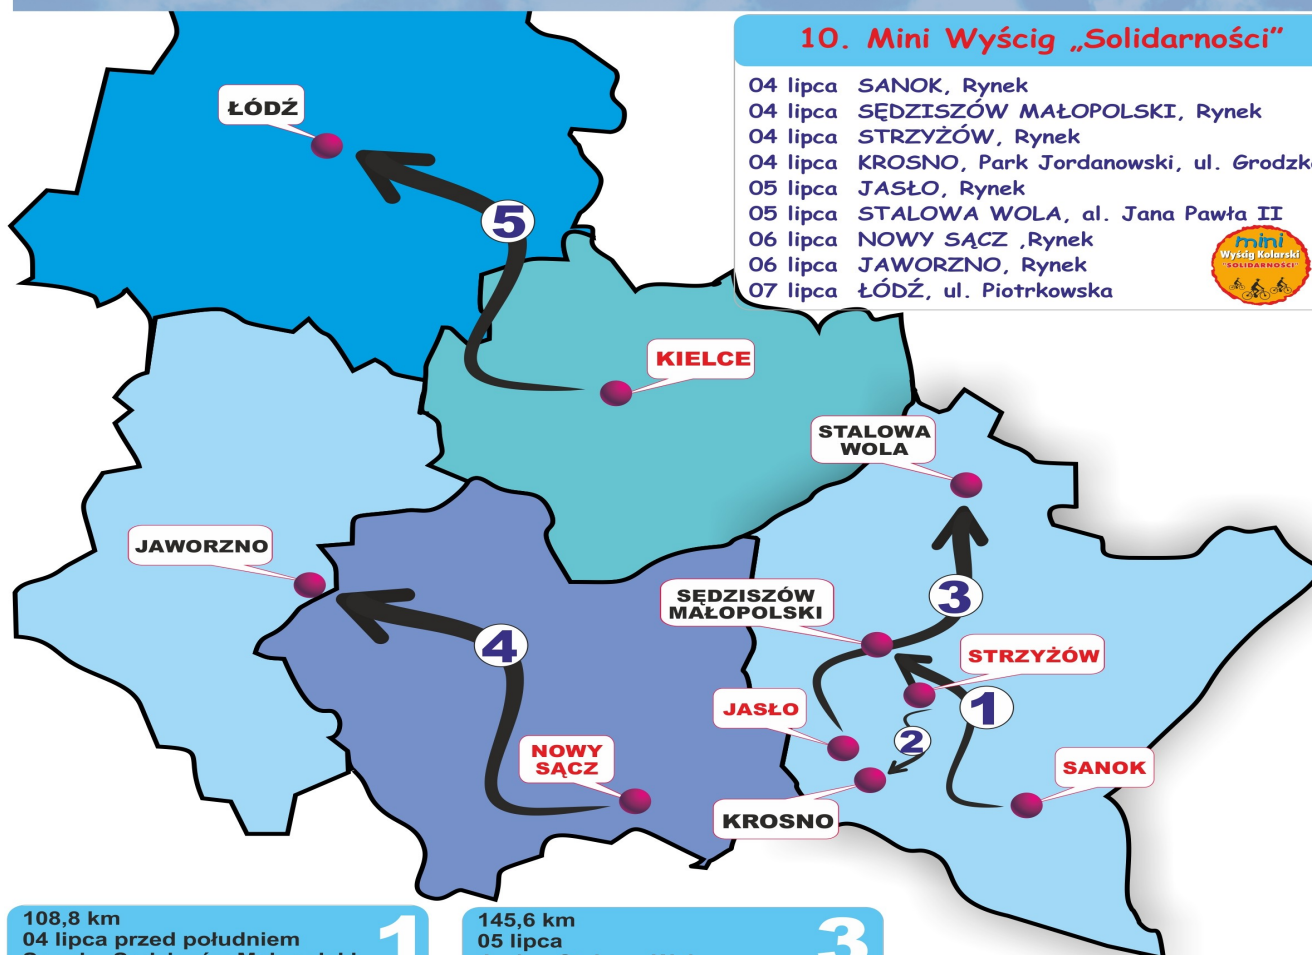 10. Mini Wyścig „Solidarności”
04 lipca SANOK, Rynek
04 lipca SĘDZISZÓW MAŁOPOLSKI, Rynek
04 lipca STRZYŻÓW, Rynek
04 lipca KROSNO, Park Jordanowski, ul.
05 lipca JASŁO, Rynek
05 lipca STALOWA WOLA, al. Jana Pawła II
06 lipca NOWY SĄCZ ,Rynek
06 lipca JAWORZNO, Rynek
07 lipca ŁÓDŹ, ul. Piotrkowska
mini
Wyścig Kolarski
"SOLIDARNOŚCI"
ŁÓDŹ
5
KIELCE
STALOWA
WOLA
JAWORZNO
SĘDZISZÓW
MAŁOPOLSKI
3
4
STRZYŻÓW
JASŁO
1
2
NOWY
SĄCZ
SANOK
KROSNO
108,8 km
04 lipca przed południem
1
145,6 km
05 lipca
3